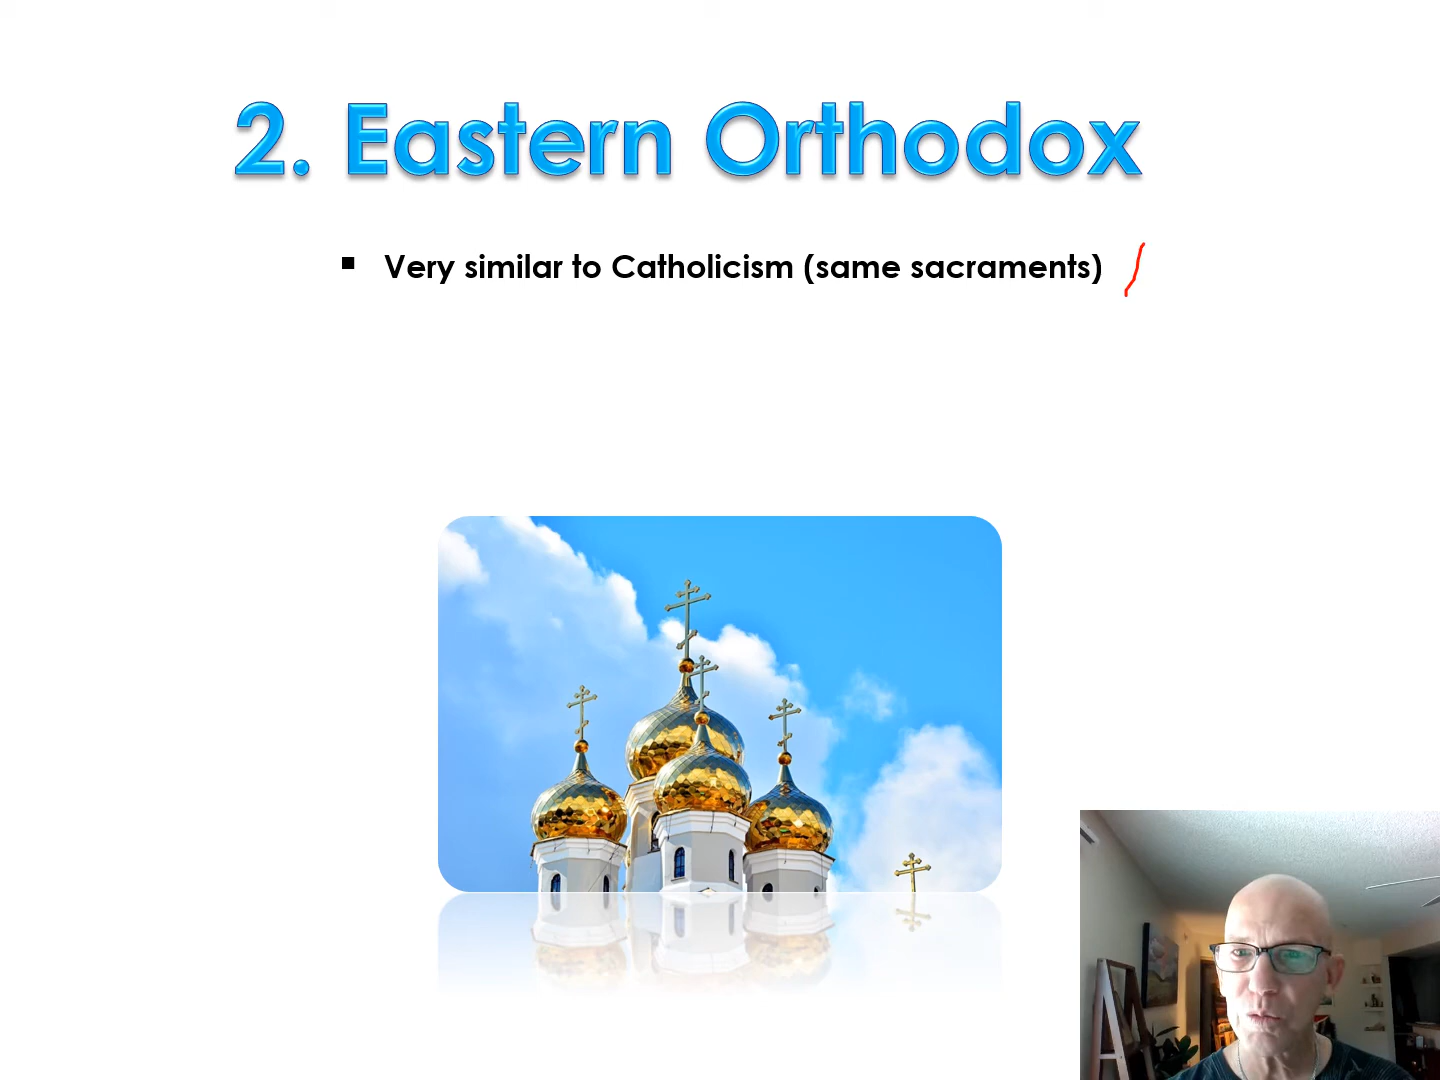 2. Eastern Orthodox
▪ Very similar to Catholicism (same sacraments)